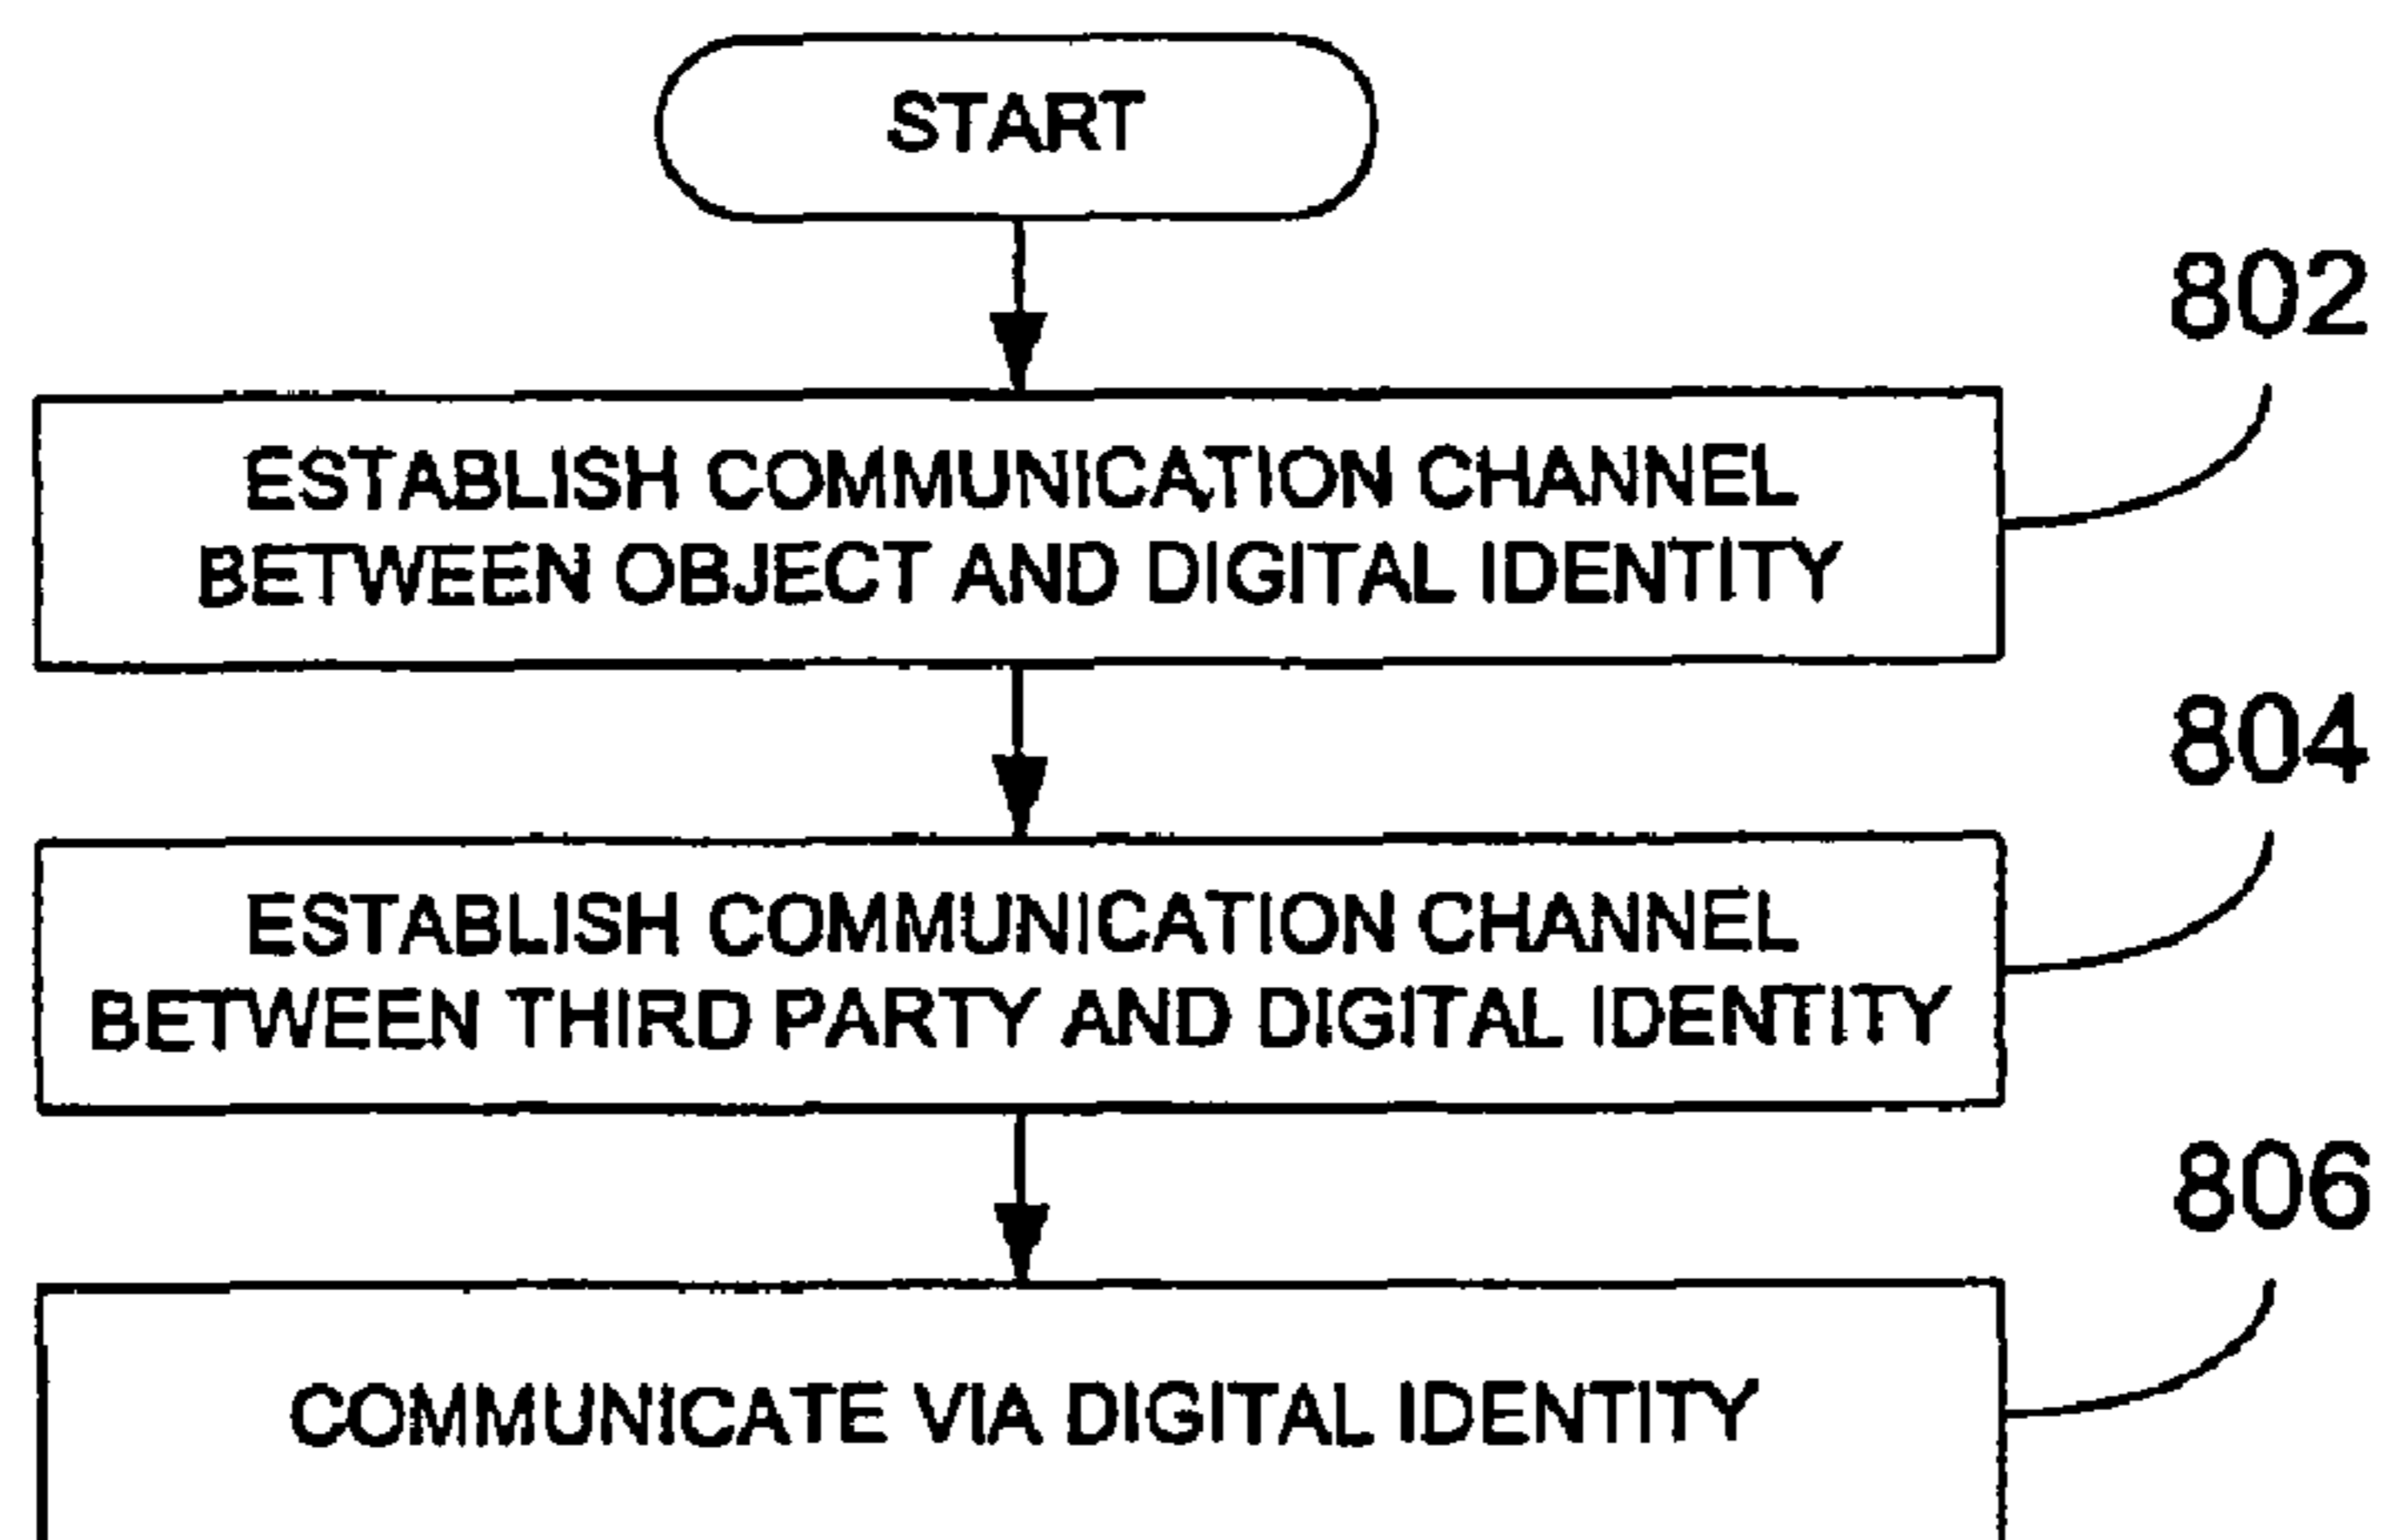 START
802
ESTABLISH COMMUNICATION CHANNEL
BETWEEN OBJECT AND DIGITAL IDENTITY
804
ESTABLISH COMMUNICATION CHANNEL
BETWEEN THIRD PARTY AND DIGITAL IDENTITY
806
COMMUNICATE VIA DIGITAL IDENTITY